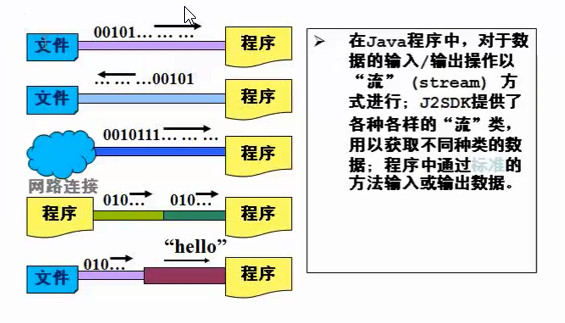 00101… … …
文件
程序
… … …00101
文件
程序
0010111… … …
网路连接
程序
010…
010…
程序
程序
010…
“hello”
文件
程序
➢ 在Java程序中，对于数
据的输入/输出操作以
“流” (stream) 方
式进行；J2SDK提供了
各种各样的“流”类，
用以获取不同种类的数
据；程序中通过标准的
方法输入或输出数据。